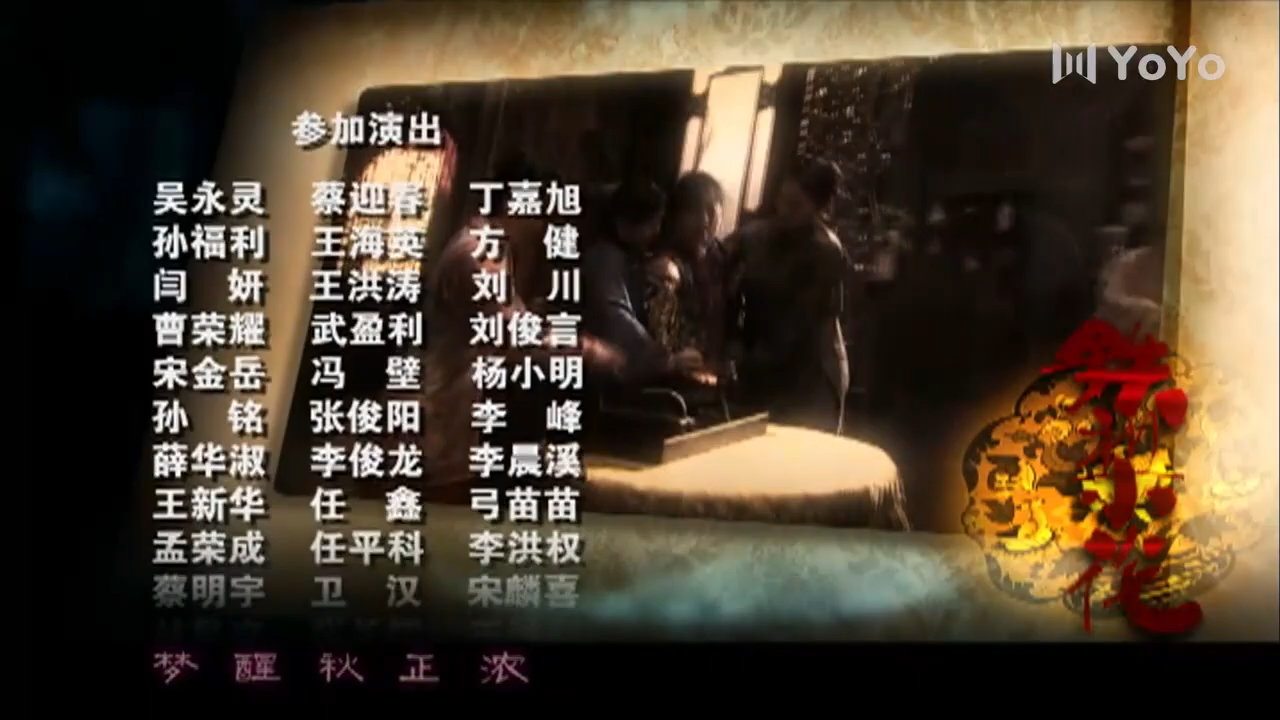 YoYo
参加演出
吴永灵 蔡迎春 丁嘉旭
孙福利 王海英 方 健
闫 妍 王洪涛 刘 川
曹荣耀 武盈利 刘俊言
宋金岳 冯 壁 杨小明
孙 铭 张俊阳 李 峰
薛华淑 李俊龙 李晨溪
王新华 任 鑫 弓苗苗
孟荣成 任平科 李洪权
蔡明宇 卫 汉 宋麟喜
梦 醒 秋 正 浓